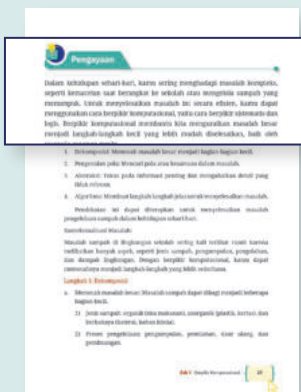 Pengayaan
Dalam kehidupan sehari-hari, kamu sering menghadapi masalah kompleks,
seperti kemacetan saat berangkat ke sekolah atau mengelola sampah yang
menumpuk. Untuk menyelesaikan masalah ini secara efisien, kamu dapat
menggunakan cara berpikir komputasional, yaitu cara berpikir sistematis dan
logis. Berpikir komputasional membantu kita menguraikan masalah besar
menjadi langkah-langkah kecil yang lebih mudah diselesaikan, baik oleh
1. Dekomposisi: Memecah masalah besar menjadi bagian-bagian kecil.
2. Pengenalan pola: Mencari pola atau kesamaan dalam masalah.
3. Abstraksi: Fokus pada informasi penting dan mengabaikan detail yang
tidak relevan.
4. Algoritma: Membuat langkah-langkah jelas untuk menyelesaikan masalah.
Pendekatan ini dapat diterapkan untuk menyelesaikan masalah
pengelolaan sampah dalam kehidupan sehari-hari.
Masalah sampah di lingkungan sekolah sering kali terlihat rumit karena
melibatkan banyak aspek, seperti jenis sampah, pengumpulan, pengolahan,
dan dampak lingkungan. Dengan berpikir komputasional, kamu dapat
memecahnya menjadi langkah-langkah yang lebih sederhana.
Langkah 1: Dekomposisi
a. Memecah masalah besar: Masalah sampah dapat dibagi menjadi beberapa
bagian kecil.
1) Jenis sampah: organik (sisa makanan), anorganik (plastik, kertas), dan
berbahaya (baterai, bahan kimia).
2) Proses pengelolaan: pengumpulan, pemilahan, daur ulang, dan
pembuangan.
Berpikir Komputasional